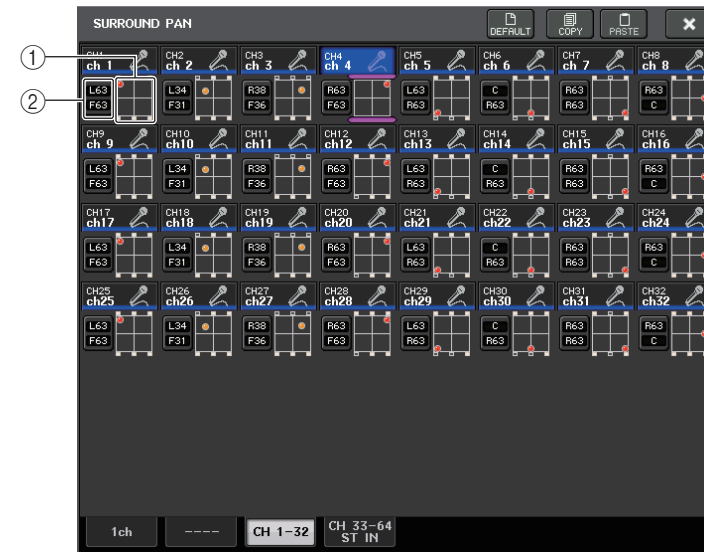 SURROUND PAN DEFAULT COPY PASTE
①
②
CH1 CH2 CH3 CH4 CH5 CH6 CH7 CH8
ch 1 ch 2 ch 3 ch 4 ch 5 ch 6 ch 7 ch 8
L63 L34 R38 R63 L63 C R63 R63
F63 F31 F36 F63 R63 R63 R63 C
CH9 CH10 CH11 CH12 CH13 CH14 CH15 CH16
ch 9 ch10 ch11 ch12 ch13 ch14 ch15 ch16
L63 L34 R38 R63 L63 C R63 R63
F63 F31 F36 F63 R63 R63 R63 C
CH17 CH18 CH19 CH20 CH21 CH22 CH23 CH24
ch17 ch18 ch19 ch20 ch21 ch22 ch23 ch24
L63 L34 R38 R63 L63 C R63 R63
F63 F31 F36 F63 R63 R63 R63 C
CH25 CH26 CH27 CH28 CH29 CH30 CH31 CH32
ch25 ch26 ch27 ch28 ch29 ch30 ch31 ch32
L63 L34 R38 R63 L63 C R63 R63
F63 F31 F36 F63 R63 R63 R63 C
1ch ---- CH 1-32 CH 33-64
ST IN